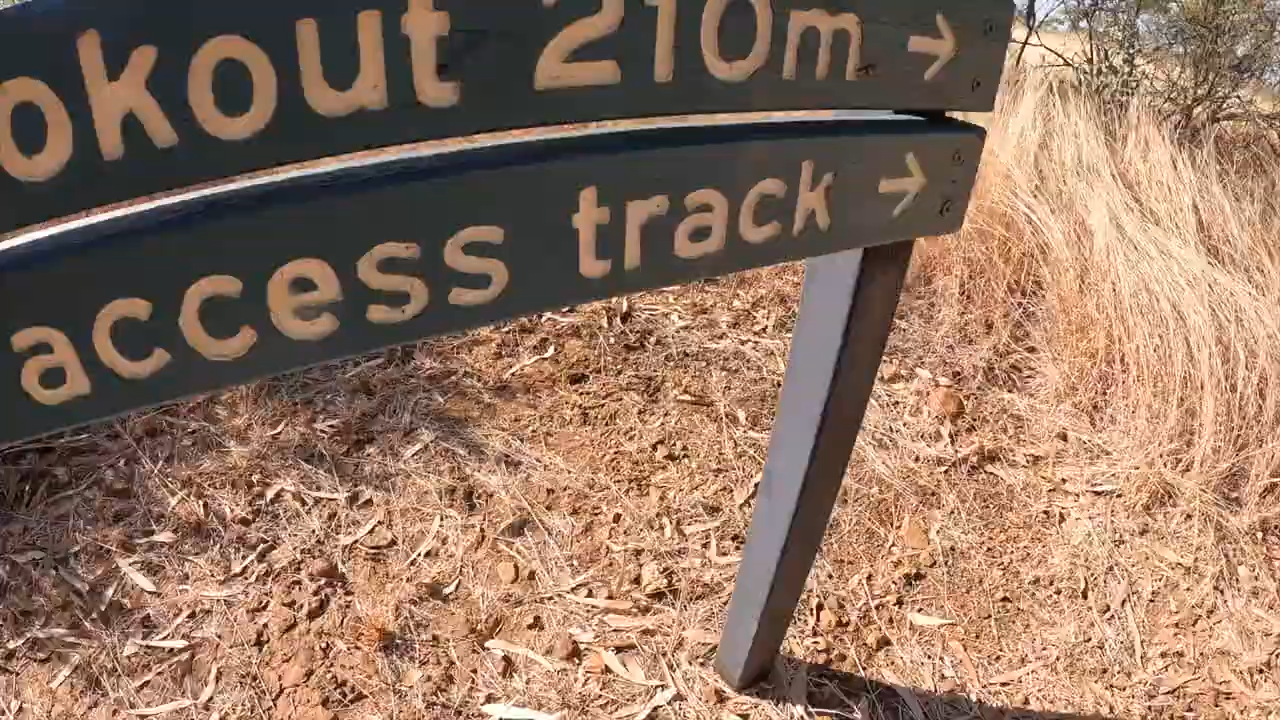 okout 210m →
access track →